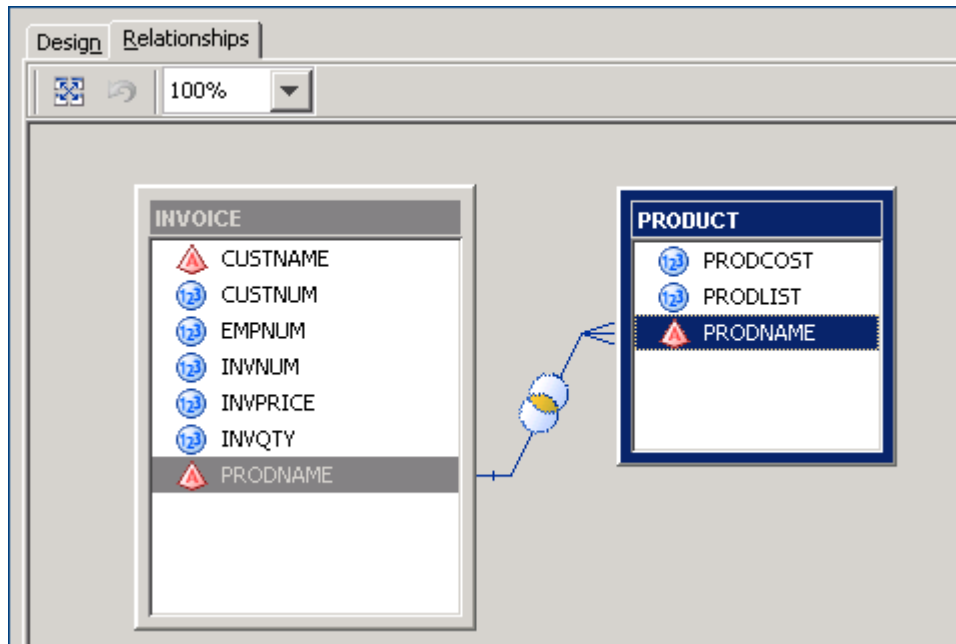 Design Relationships
100%
INVOICE
CUSTNAME
CUSTNUM
EMPNUM
INVNUM
INVPRICE
INVQTY
PRODNAME
PRODUCT
PRODCOST
PRODLIST
PRODNAME